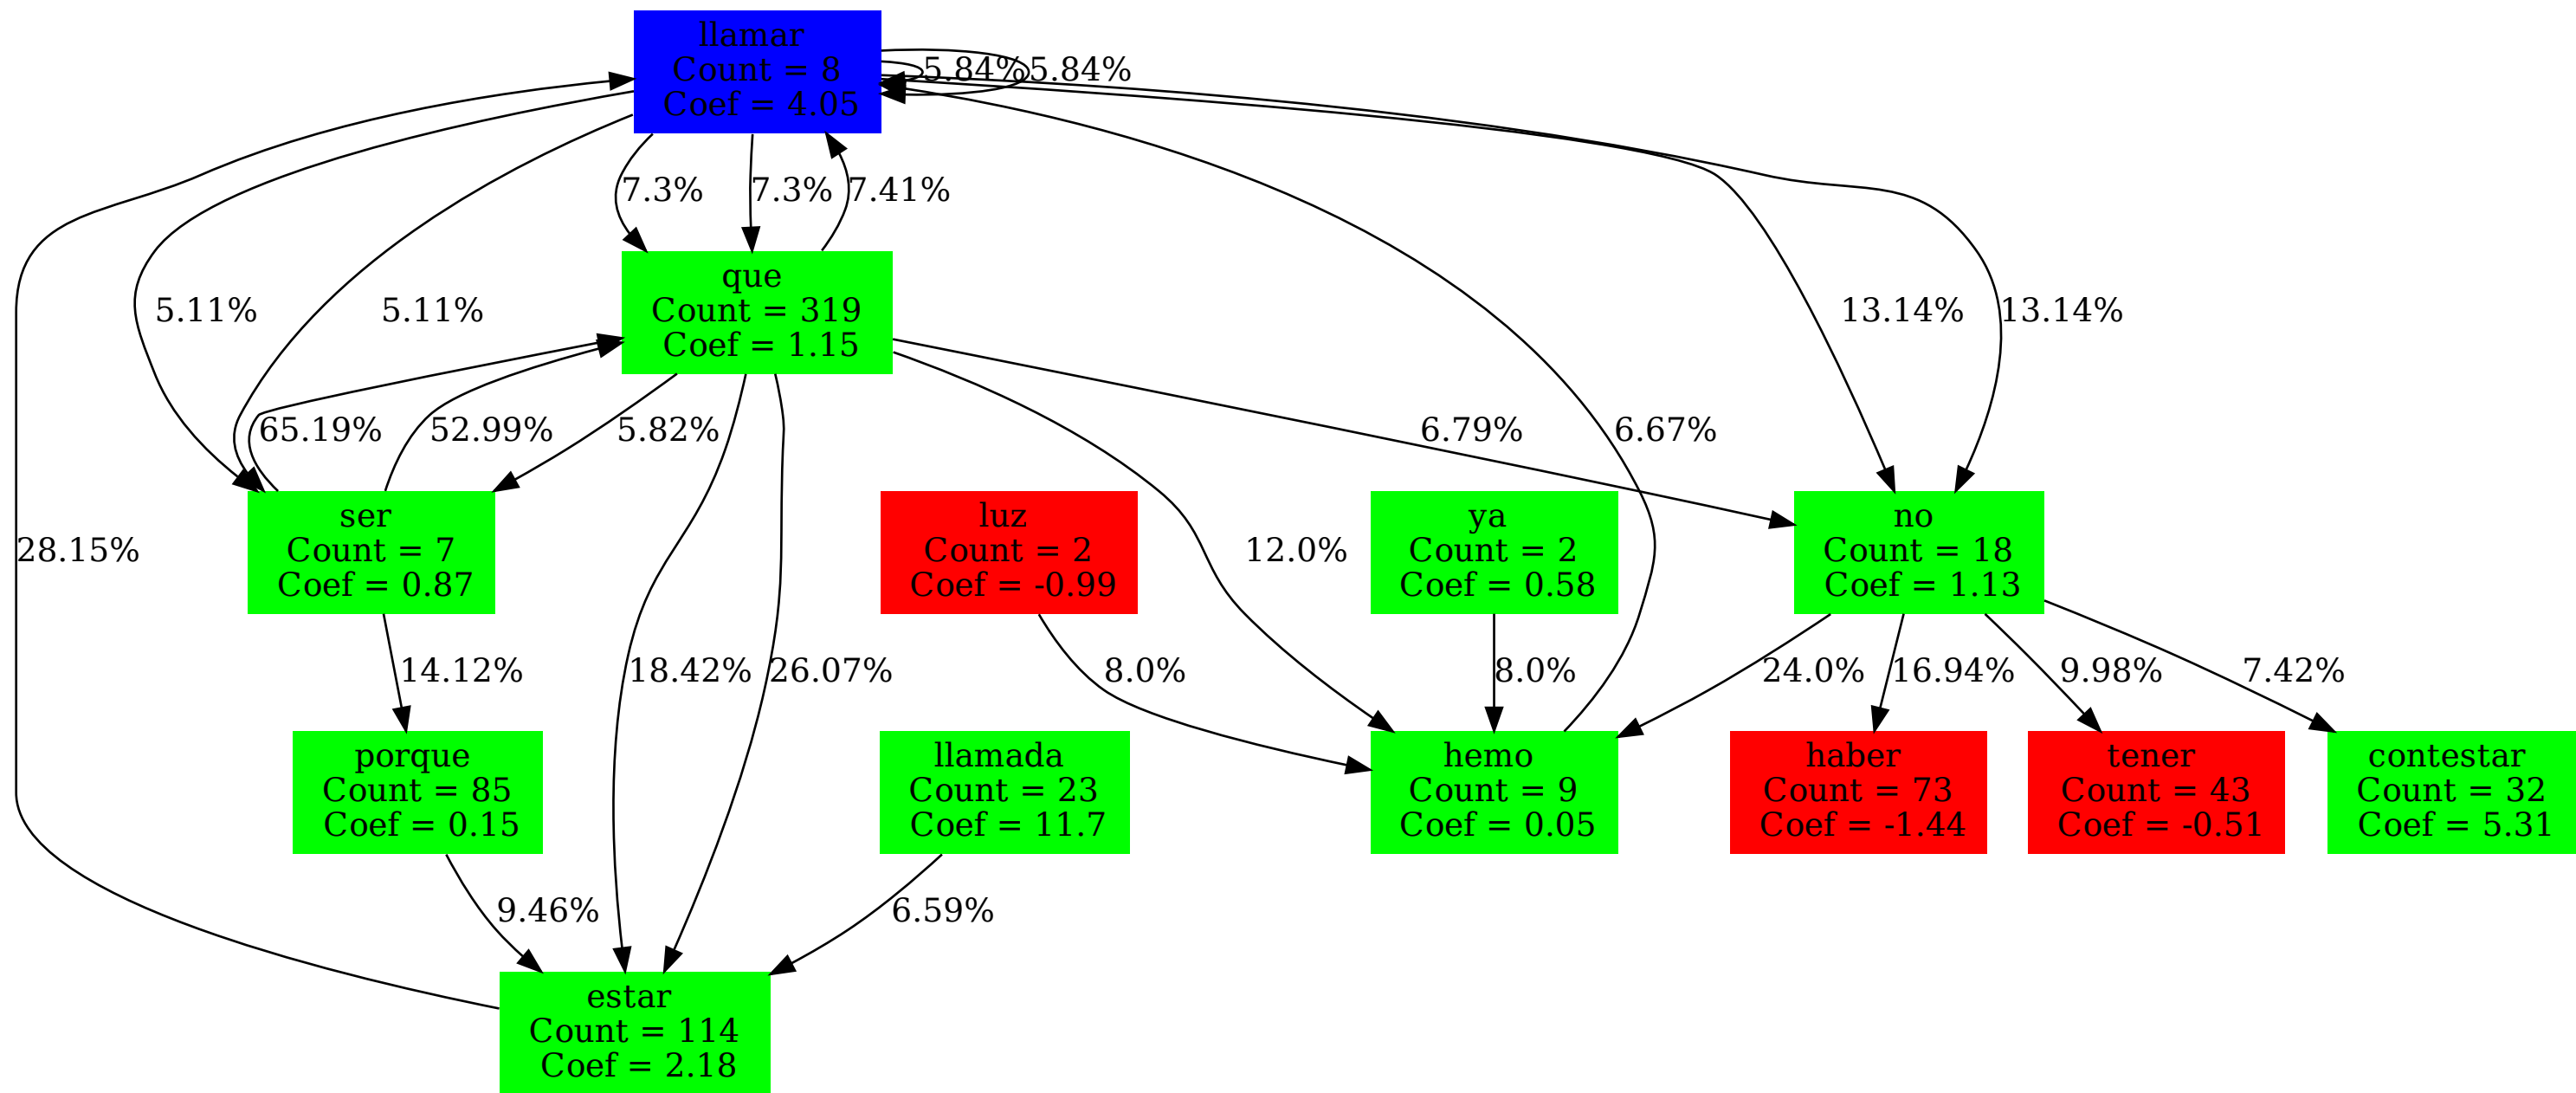 llamar
Count = 8
Coef = 4.05
5.84%
5.84%
7.3%
7.3%
7.41%
que
Count = 319
Coef = 1.15
5.11%
5.11%
13.14%
13.14%
65.19%
52.99%
5.82%
6.79%
6.67%
ser
Count = 7
Coef = 0.87
luz
Count = 2
Coef = -0.99
ya
Count = 2
Coef = 0.58
no
Count = 18
Coef = 1.13
28.15%
12.0%
14.12%
18.42%
26.07%
8.0%
8.0%
24.0%
16.94%
9.98%
7.42%
porque
Count = 85
Coef = 0.15
llamada
Count = 23
Coef = 11.7
hemo
Count = 9
Coef = 0.05
haber
Count = 73
Coef = -1.44
tener
Count = 43
Coef = -0.51
contestar
Count = 32
Coef = 5.31
9.46%
6.59%
estar
Count = 114
Coef = 2.18